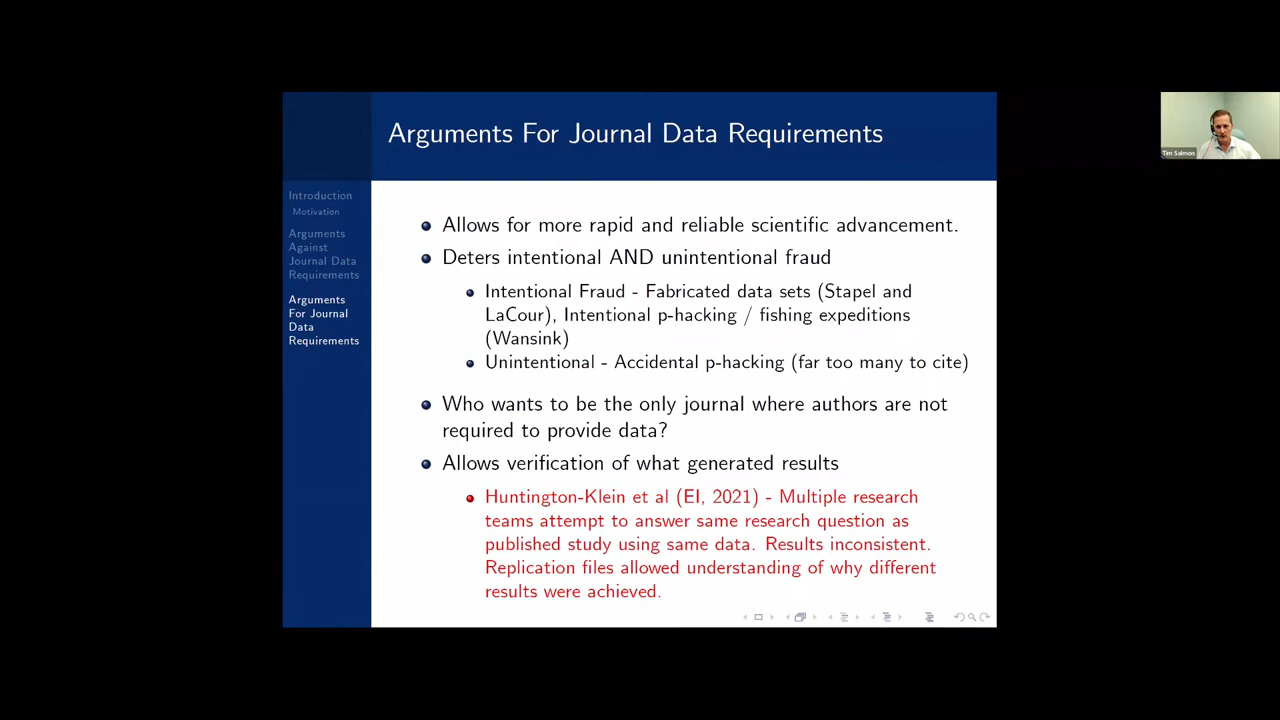 Arguments For Journal Data Requirements
Introduction
Motivation
Arguments
Against
Journal Data
Requirements
Arguments
For Journal
Data
Requirements
Allows for more rapid and reliable scientific advancement.
Deters intentional AND unintentional fraud
Intentional Fraud - Fabricated data sets (Stapel and
LaCour), Intentional p-hacking / fishing expeditions
(Wansink)
Unintentional - Accidental p-hacking (far too many to cite)
Who wants to be the only journal where authors are not
required to provide data?
Allows verification of what generated results
Huntington-Klein et al (EI, 2021) - Multiple research
teams attempt to answer same research question as
published study using same data. Results inconsistent.
Replication files allowed understanding of why different
results were achieved.
Tim Salmon